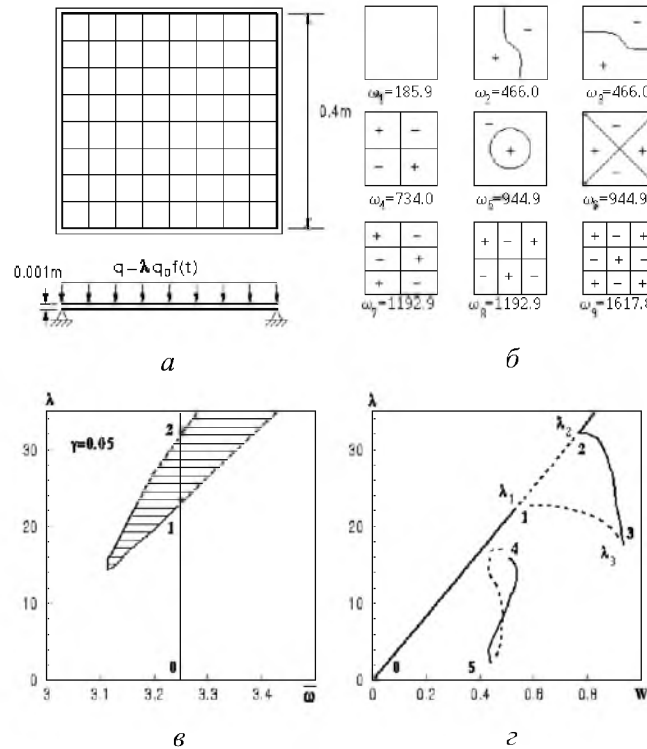 0.4m
0.001m
q−λq₀f(t)
а
−
+
ω₁=185.9
−
+
ω₂=466.0
−
+
ω₃=466.0
+ −
− +
ω₄=734.0
−
+
ω₅=944.9
−
+ +
−
ω₆=944.9
+ −
− +
+ −
ω₇=1192.9
+ − +
− + −
ω₈=1192.9
+ − +
− + −
+ − +
ω₉=1617.8
б
λ
30
20
10
0
γ=0.05
2
1
0
3 3.1 3.2 3.3 3.4 ω̅
в
λ
30
20
10
0
λ₂
2
λ₁
1
3
λ₃
4
5
0
0 0.2 0.4 0.6 0.8 W
г